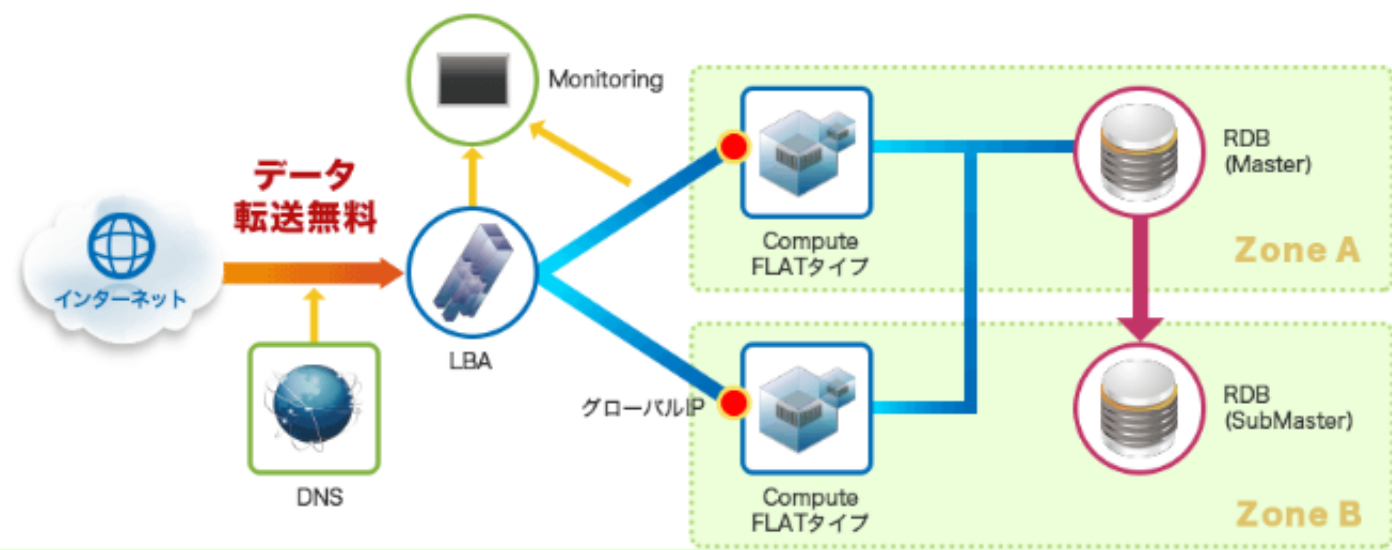 Monitoring
データ
転送無料
インターネット
LBA
DNS
グローバルIP
Compute
FLATタイプ
RDB
(Master)
Zone A
Compute
FLATタイプ
RDB
(SubMaster)
Zone B